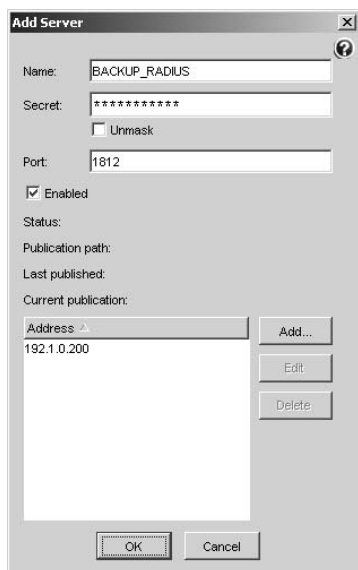 Add Server
Name: BACKUP_RADIUS
Secret: ***********
Unmask
Port: 1812
Enabled
Status:
Publication path:
Last published:
Current publication:
Address
Add...
192.1.0.200
Edit
Delete
OK Cancel